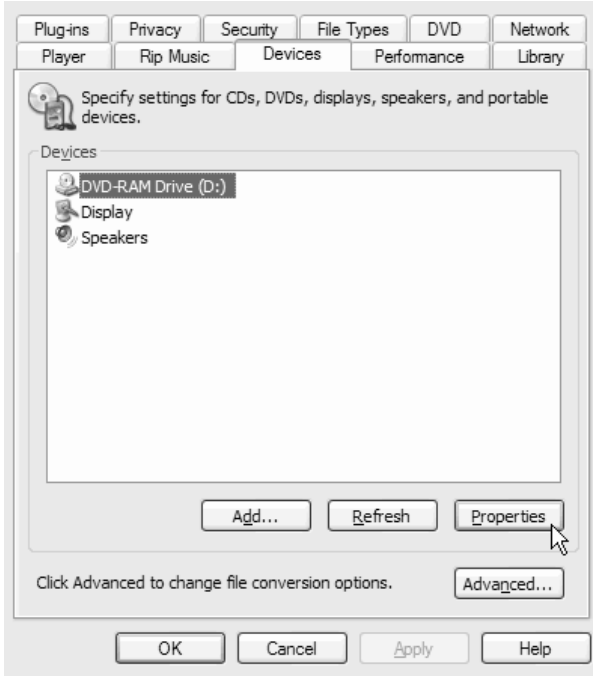 Plug-ins Privacy Security File Types DVD Network
Player Rip Music Devices Performance Library
Specify settings for CDs, DVDs, displays, speakers, and portable
devices.
Devices
DVD-RAM Drive (D:)
Display
Speakers
Add... Refresh Properties
Click Advanced to change file conversion options. Advanced...
OK Cancel Apply Help